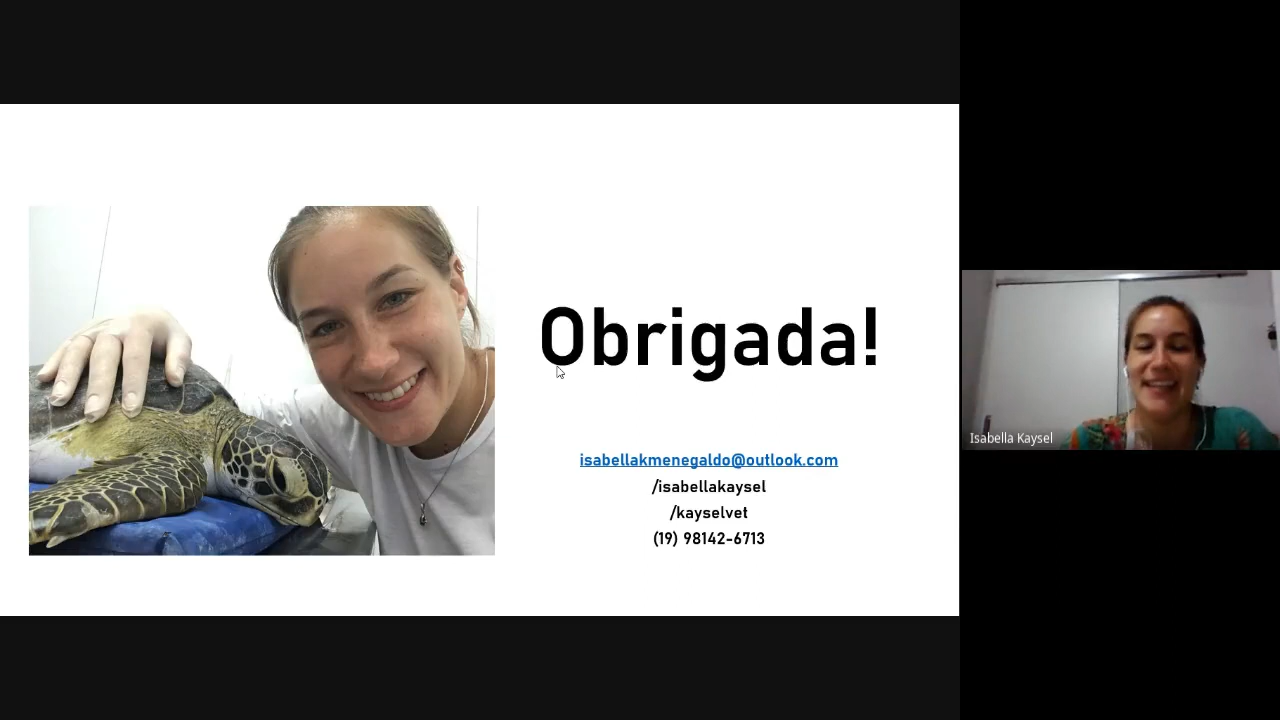 Obrigada!
isabellakmenegaldo@outlook.com
/isabellakaysel
/kayselvet
(19) 98142-6713
Isabella Kaysel